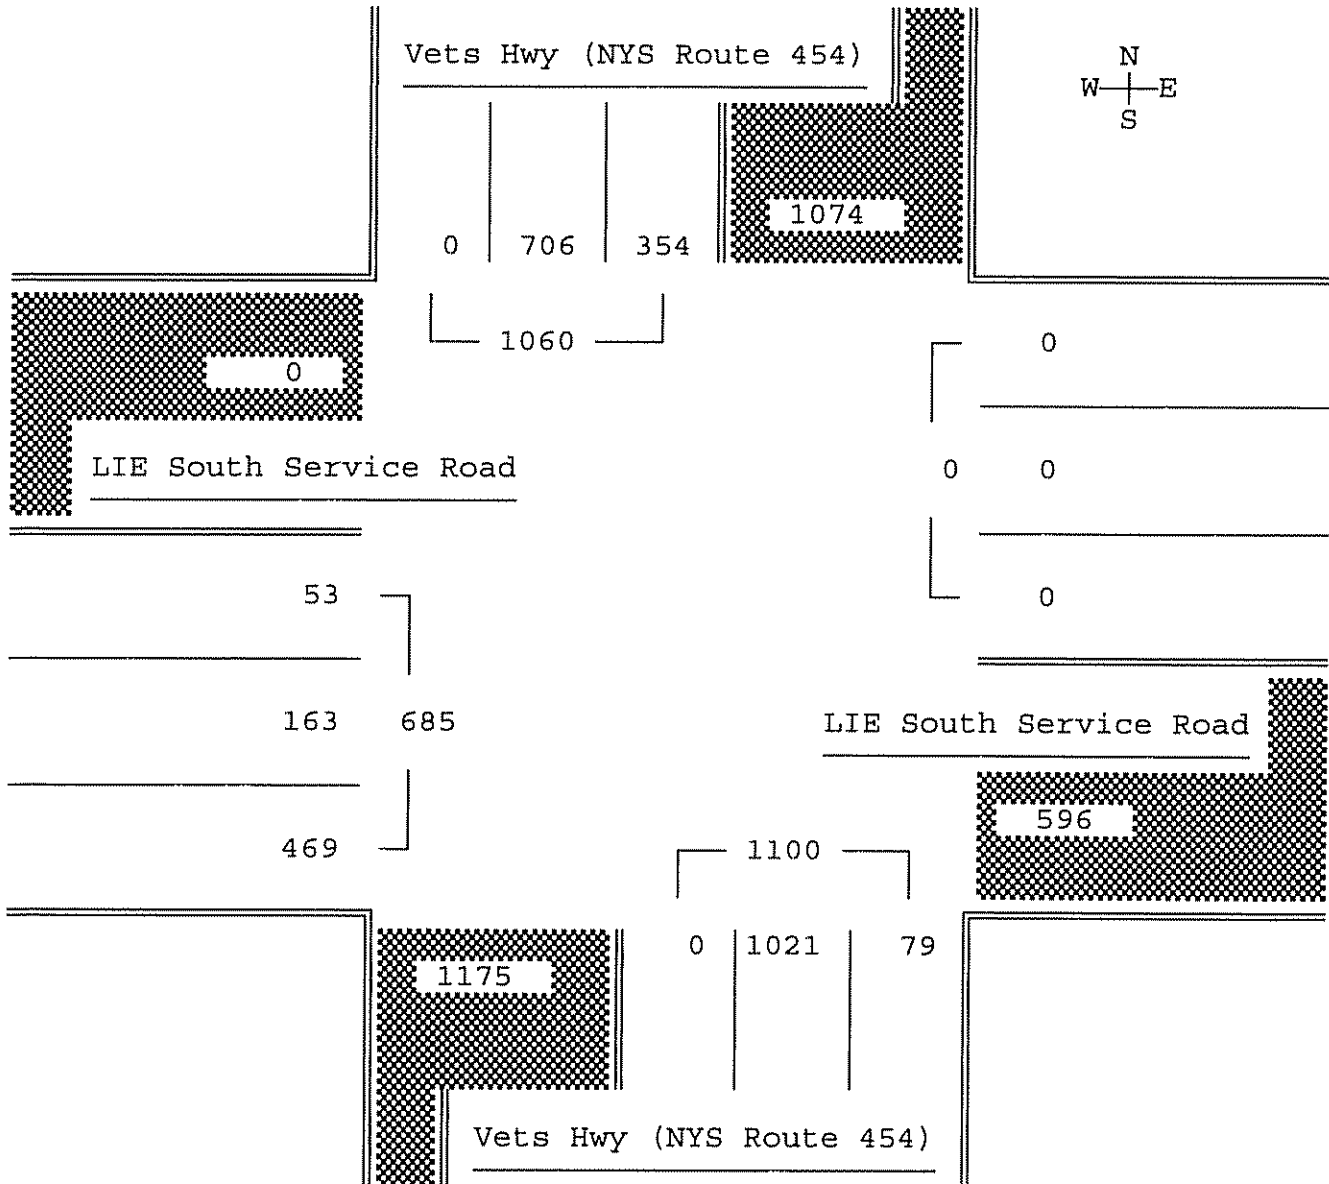 Vets Hwy (NYS Route 454)
N
W E
S
1074
0 706 354
1060
0
0
LIE South Service Road
0 0
53
0
163 685
LIE South Service Road
596
469
1100
0 1021 79
1175
Vets Hwy (NYS Route 454)